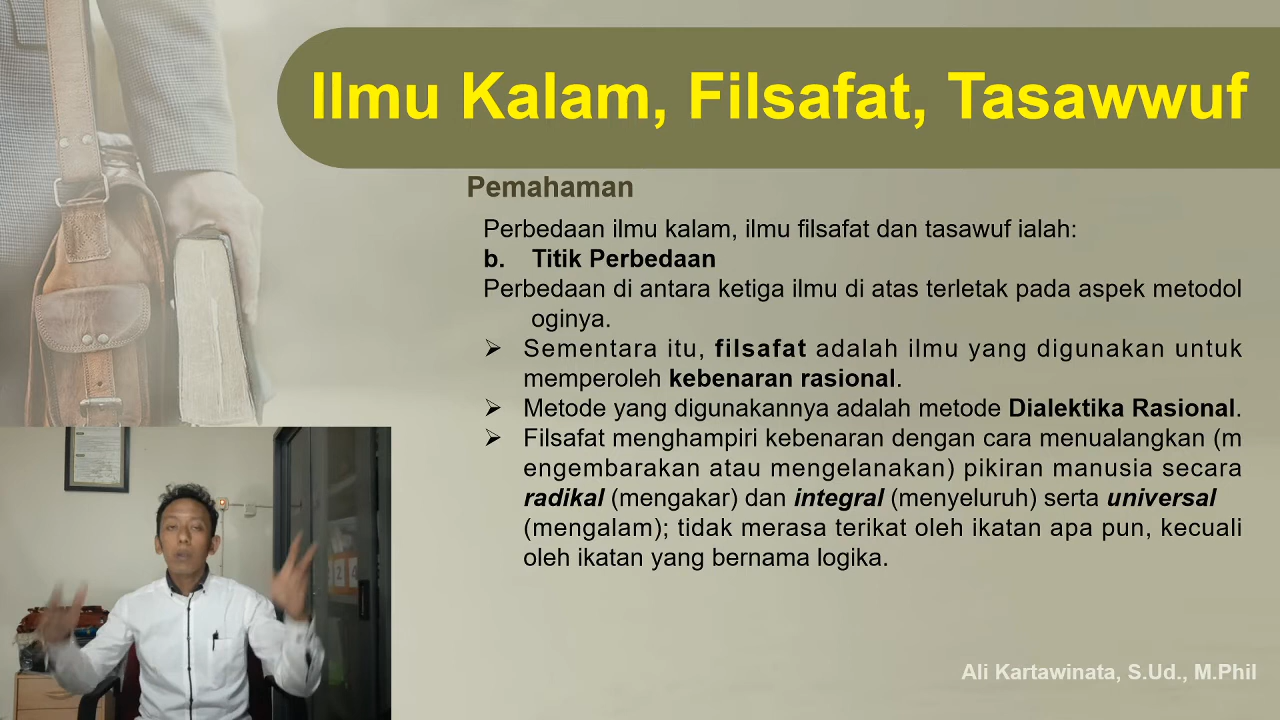 Ilmu Kalam, Filsafat, Tasawwuf
Pemahaman
Perbedaan ilmu kalam, ilmu filsafat dan tasawuf ialah:
b. Titik Perbedaan
Perbedaan di antara ketiga ilmu di atas terletak pada aspek metodol
oginya.
➢ Sementara itu, filsafat adalah ilmu yang digunakan untuk
memperoleh kebenaran rasional.
➢ Metode yang digunakannya adalah metode Dialektika Rasional.
➢ Filsafat menghampiri kebenaran dengan cara menualangkan (m
engembarakan atau mengelanakan) pikiran manusia secara
radikal (mengakar) dan integral (menyeluruh) serta universal
(mengalam); tidak merasa terikat oleh ikatan apa pun, kecuali
oleh ikatan yang bernama logika.
Ali Kartawinata, S.Ud., M.Phil